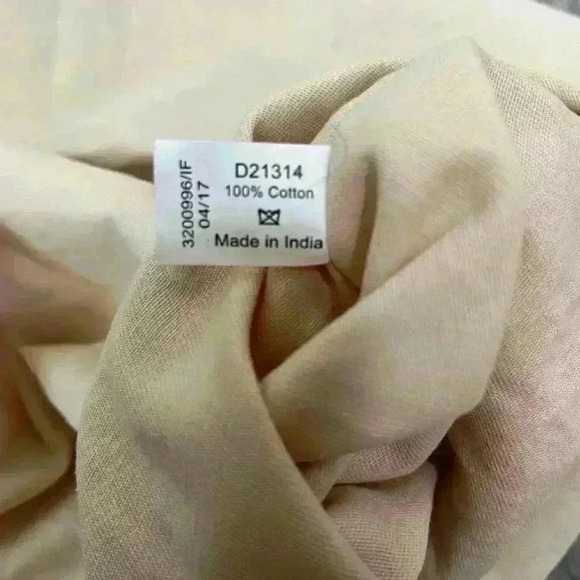 3200996/IF
04/17
D21314
100% Cotton
Made in India